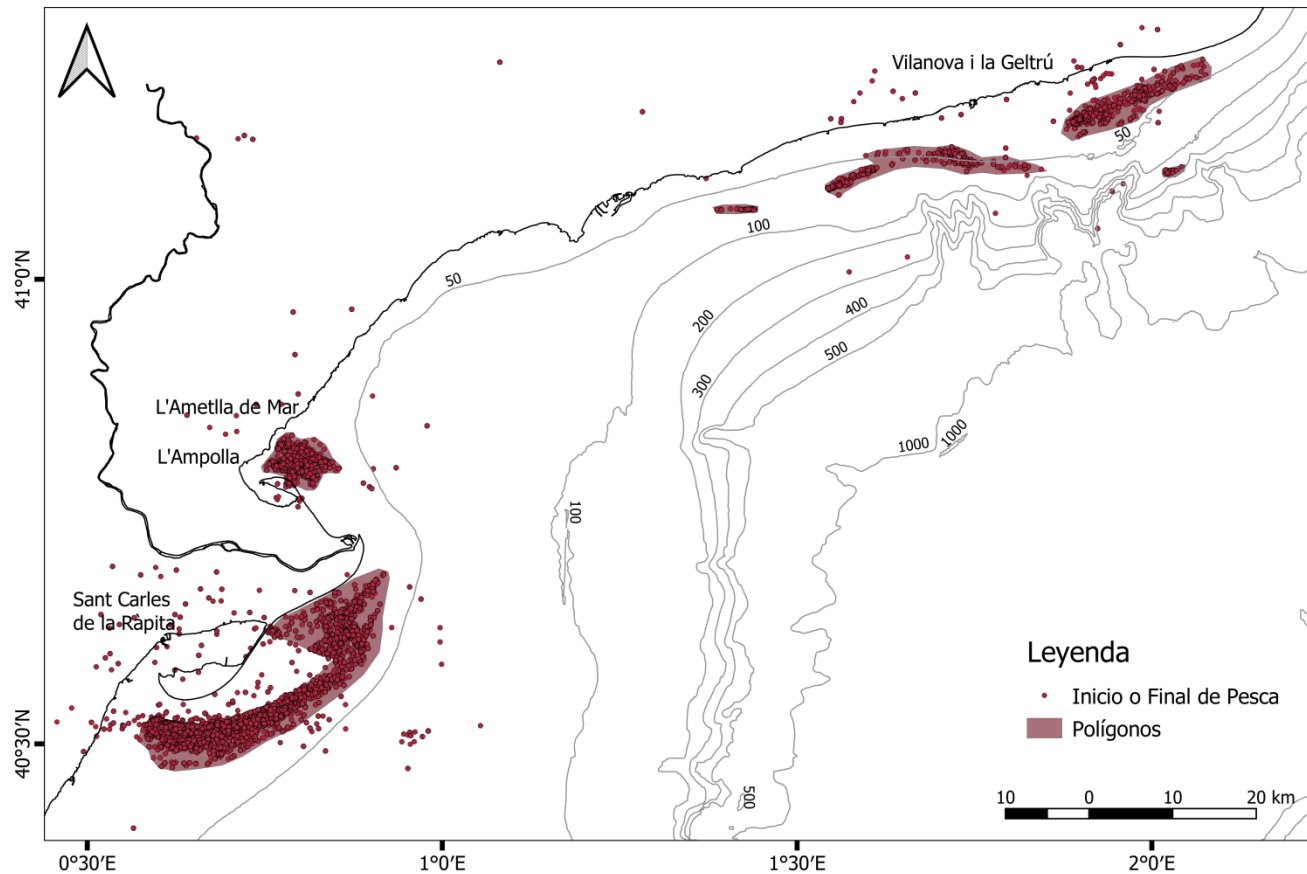 Vilanova i la Geltrú
50
100
50
200
400
500
300
41°0'N
L'Ametlla de Mar
L'Ampolla
1000
1000
100
Sant Carles
de la Ràpita
Leyenda
Inicio o Final de Pesca
Polígonos
40°30'N
500
10 0 10 20 km
0°30'E 1°0'E 1°30'E 2°0'E